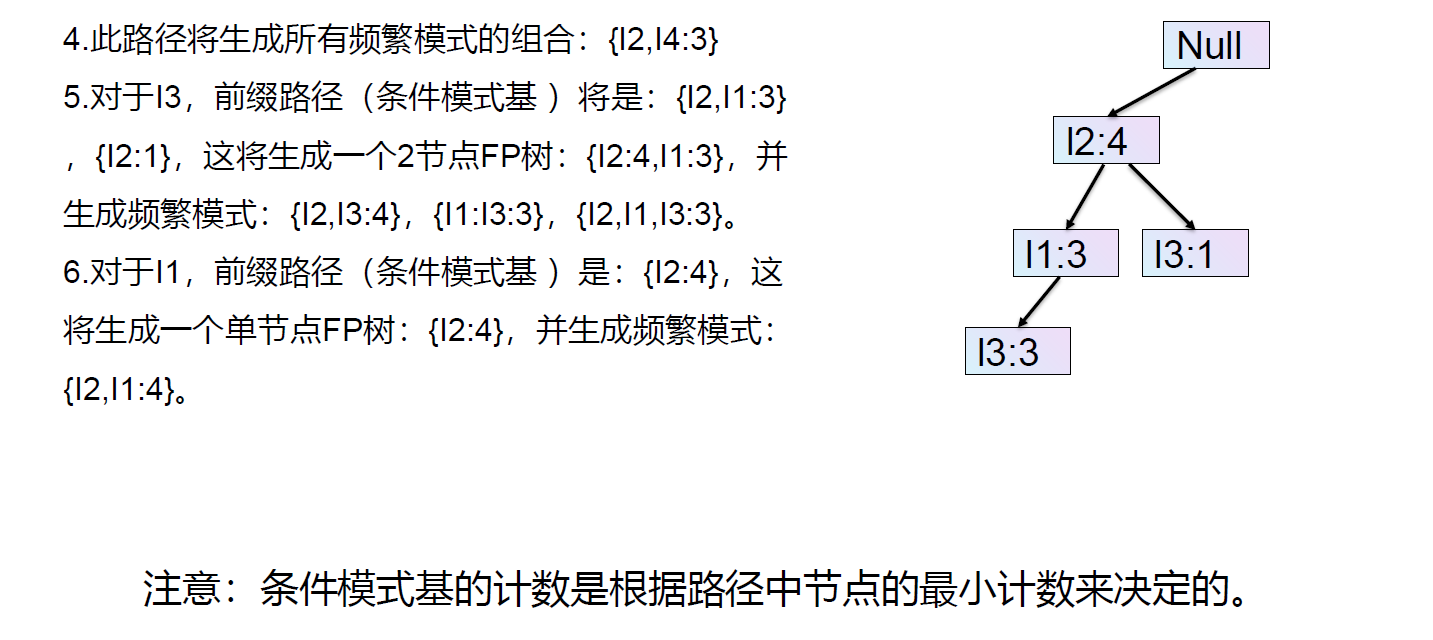 4.此路径将生成所有频繁模式的组合：{I2,I4:3}
5.对于I3，前缀路径（条件模式基 ）将是：{I2,I1:3}
，{I2:1}，这将生成一个2节点FP树：{I2:4,I1:3}，并
生成频繁模式：{I2,I3:4}，{I1:I3:3}，{I2,I1,I3:3}。
6.对于I1，前缀路径（条件模式基 ）是：{I2:4}，这
将生成一个单节点FP树：{I2:4}，并生成频繁模式：
{I2,I1:4}。
Null
I2:4
I1:3
I3:1
I3:3
注意：条件模式基的计数是根据路径中节点的最小计数来决定的。